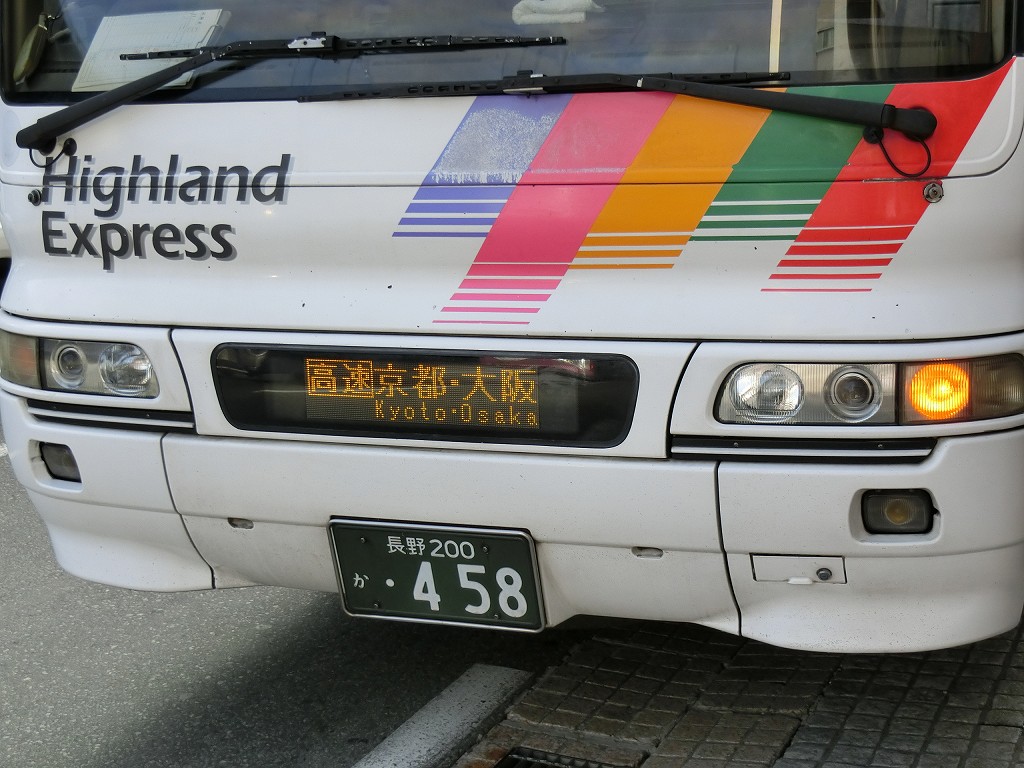 Highland
Express
高速京都・大阪
Kyoto・Osaka
長野200
か ・458